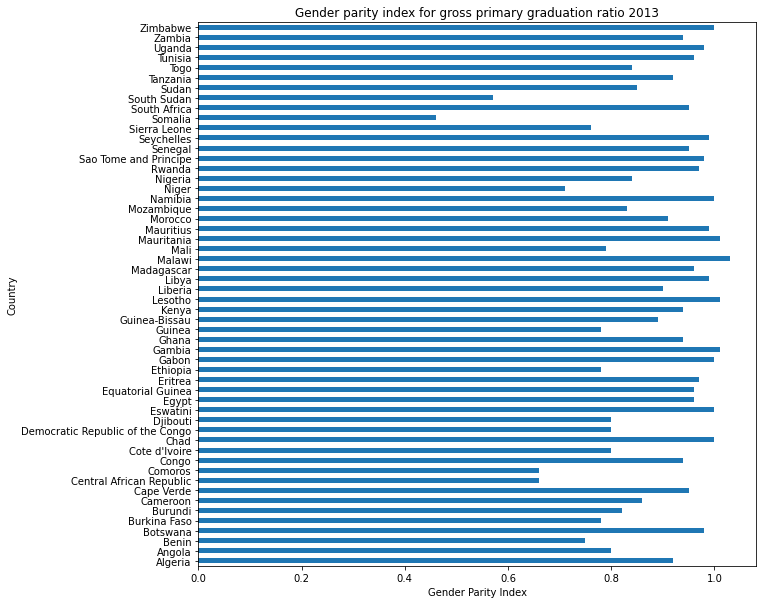 Gender parity index for gross primary graduation ratio 2013
Zimbabwe
Zambia
Uganda
Tunisia
Togo
Tanzania
Sudan
South Sudan
South Africa
Somalia
Sierra Leone
Seychelles
Senegal
Sao Tome and Principe
Rwanda
Nigeria
Niger
Namibia
Mozambique
Morocco
Mauritius
Mauritania
Mali
Malawi
Madagascar
Libya
Liberia
Lesotho
Kenya
Guinea-Bissau
Guinea
Ghana
Gambia
Gabon
Ethiopia
Eritrea
Equatorial Guinea
Egypt
Eswatini
Djibouti
Democratic Republic of the Congo
Chad
Cote d'Ivoire
Congo
Comoros
Central African Republic
Cape Verde
Cameroon
Burundi
Burkina Faso
Botswana
Benin
Angola
Algeria
Country
0.0 0.2 0.4 0.6 0.8 1.0
Gender Parity Index